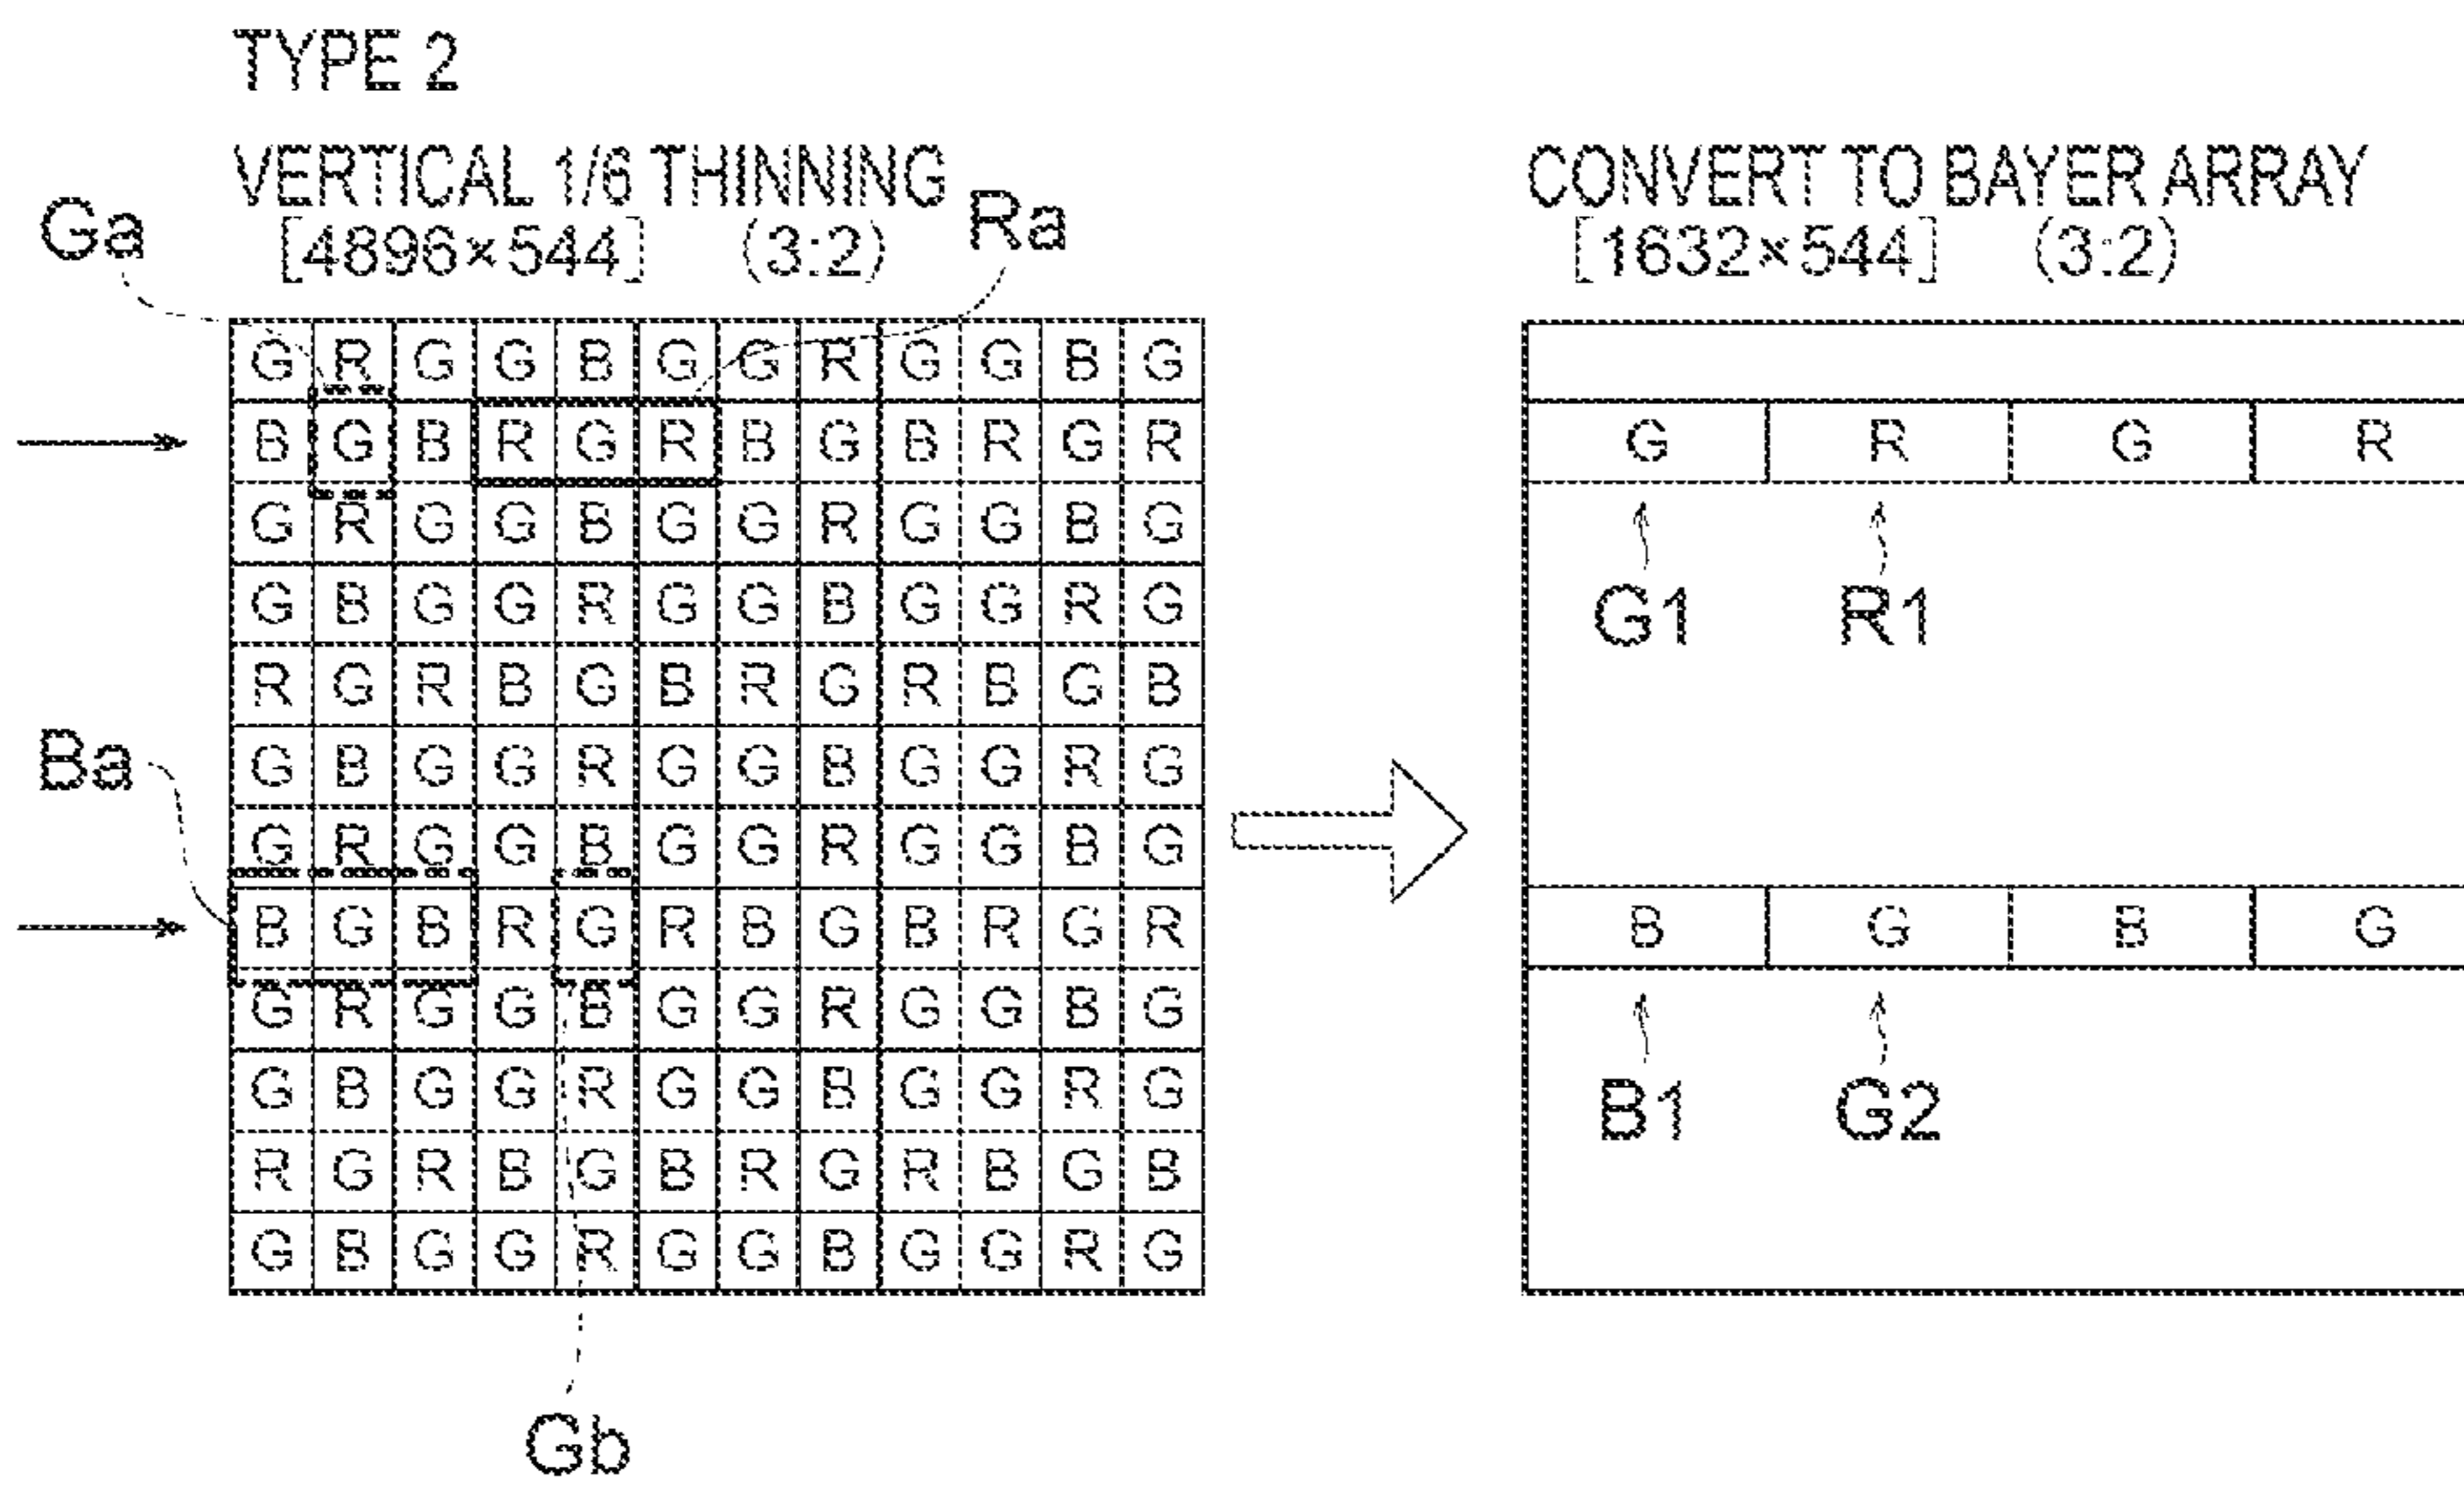 TYPE 2
VERTICAL 1/6 THINNING
[4896×544] (3:2)
Ga
Ra
G R G G B G G R G G B G
B G B R G R B G B R G R
G R G G B G G R G G B G
G B G G R G G B G G R G
R G R B G B R G R B G B
G B G G R G G B G G R G
G R G G B G G R G G B G
B G B R G R B G B R G R
G R G G B G G R G G B G
G B G G R G G B G G R G
R G R B G B R G R B G B
G B G G R G G B G G R G
Ba
Gb
CONVERT TO BAYER ARRAY
[1632×544] (3:2)
G R G R
G1 R1
B G B G
B1 G2